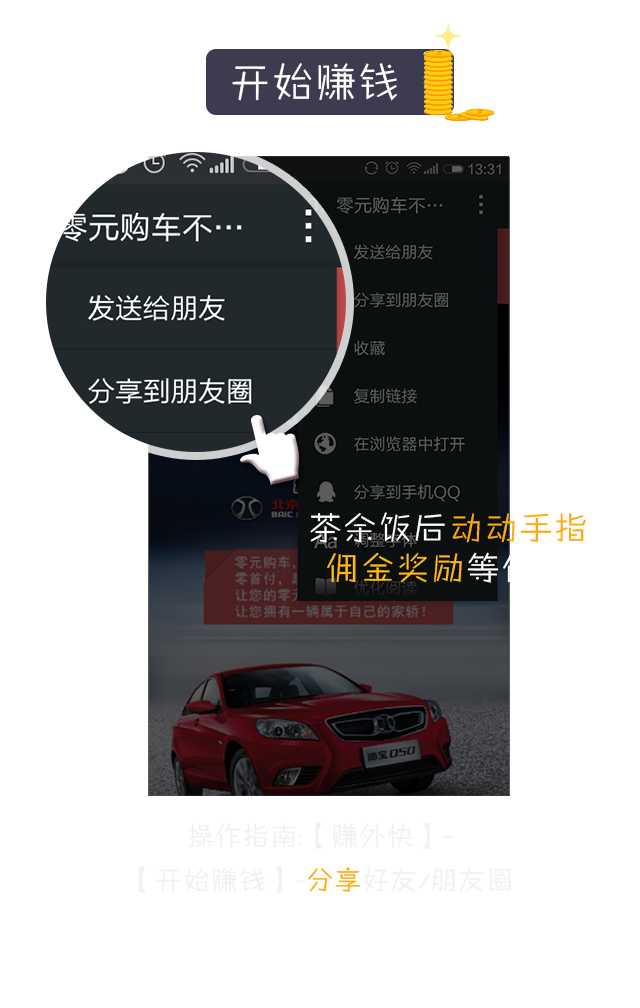 开始赚钱
13:31
零元购车不…
零元购车不…
发送给朋友
分享到朋友圈
发送给朋友
分享到朋友圈
收藏
复制链接
在浏览器中打开
分享到手机QQ
北京
BAIC
茶余饭后动动手指
Aa 调整字体
佣金奖励等
优化阅读
零元购车，
零首付，
让您的零元
让您拥有一辆属于自己的家轿！
绅宝D50
操作指南:【赚外快】-
【开始赚钱】-分享好友/朋友圈